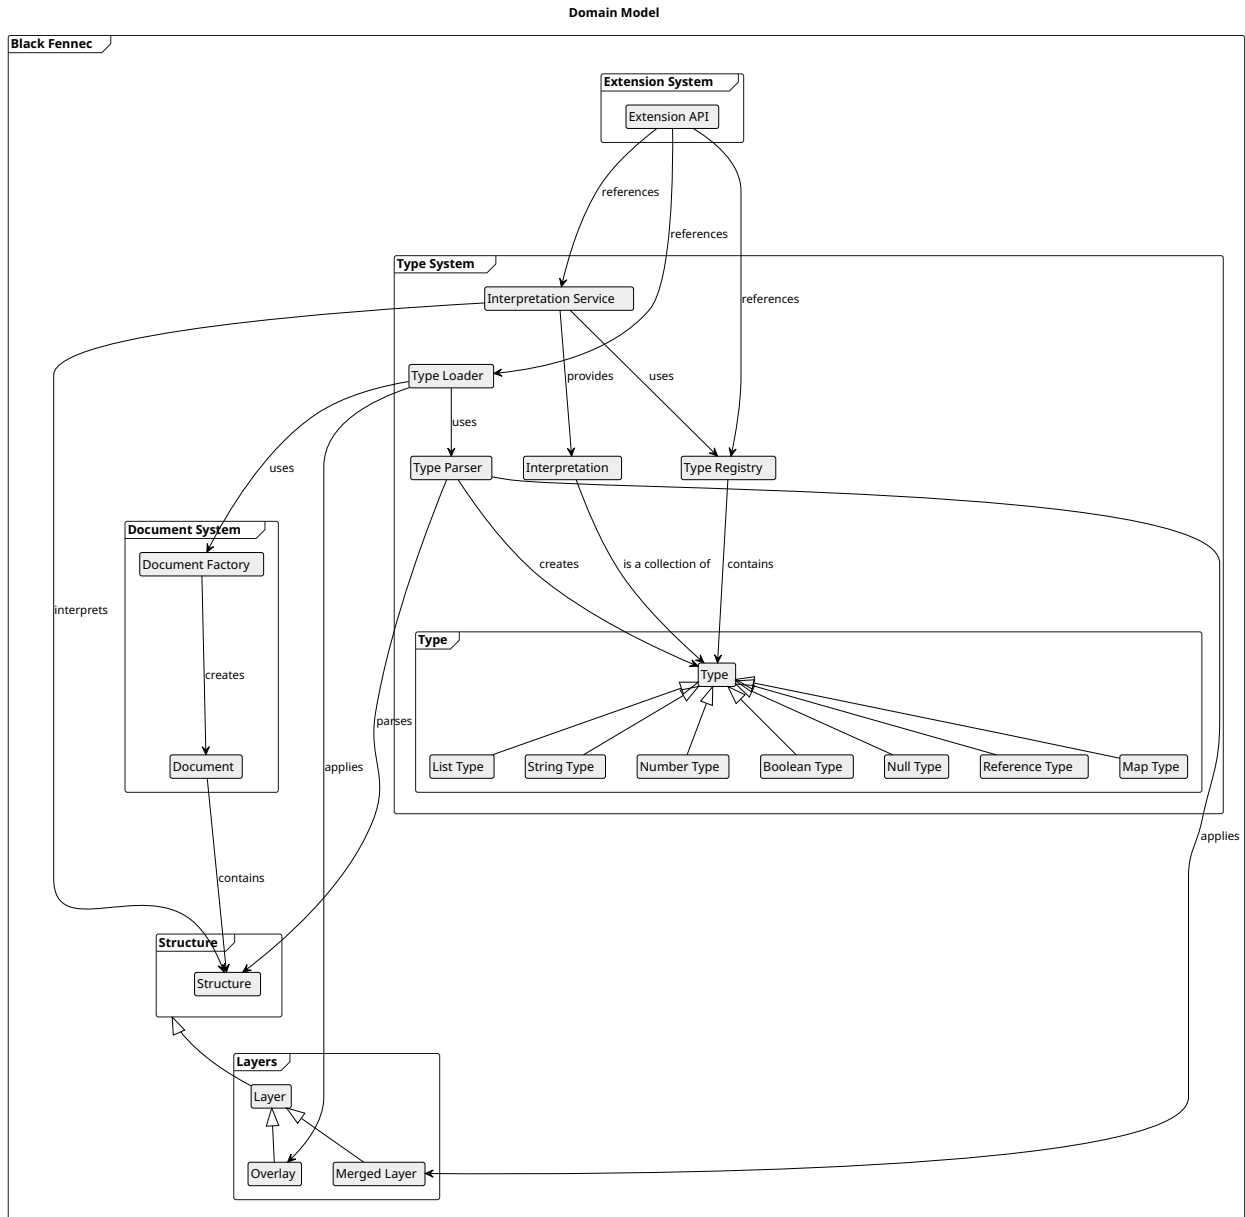 Domain Model
Black Fennec
Extension System
Extension API
references
references
Type System
Interpretation Service
references
Type Loader
provides
uses
uses
Type Parser
Interpretation
Type Registry
uses
Document System
Document Factory
creates
is a collection of
contains
interprets
Type
creates
Type
parses
Document
applies
List Type
String Type
Number Type
Boolean Type
Null Type
Reference Type
Map Type
applies
contains
Structure
Structure
Layers
Layer
Overlay
Merged Layer